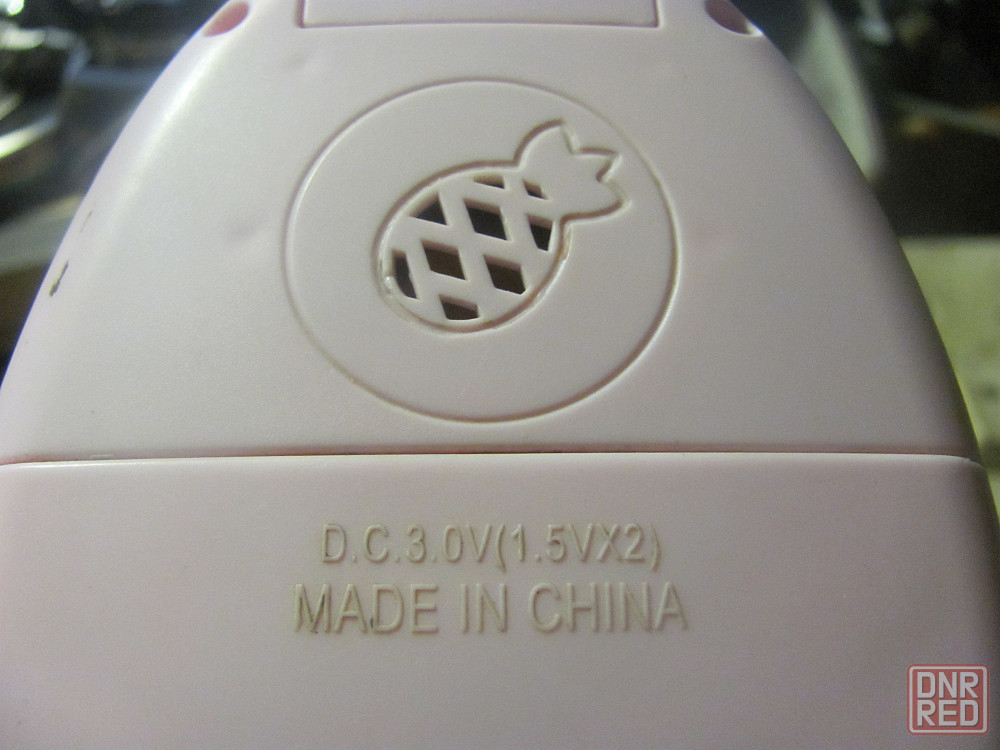 D.C.3.0V(1.5VX2)
MADE IN CHINA
DNR
RED